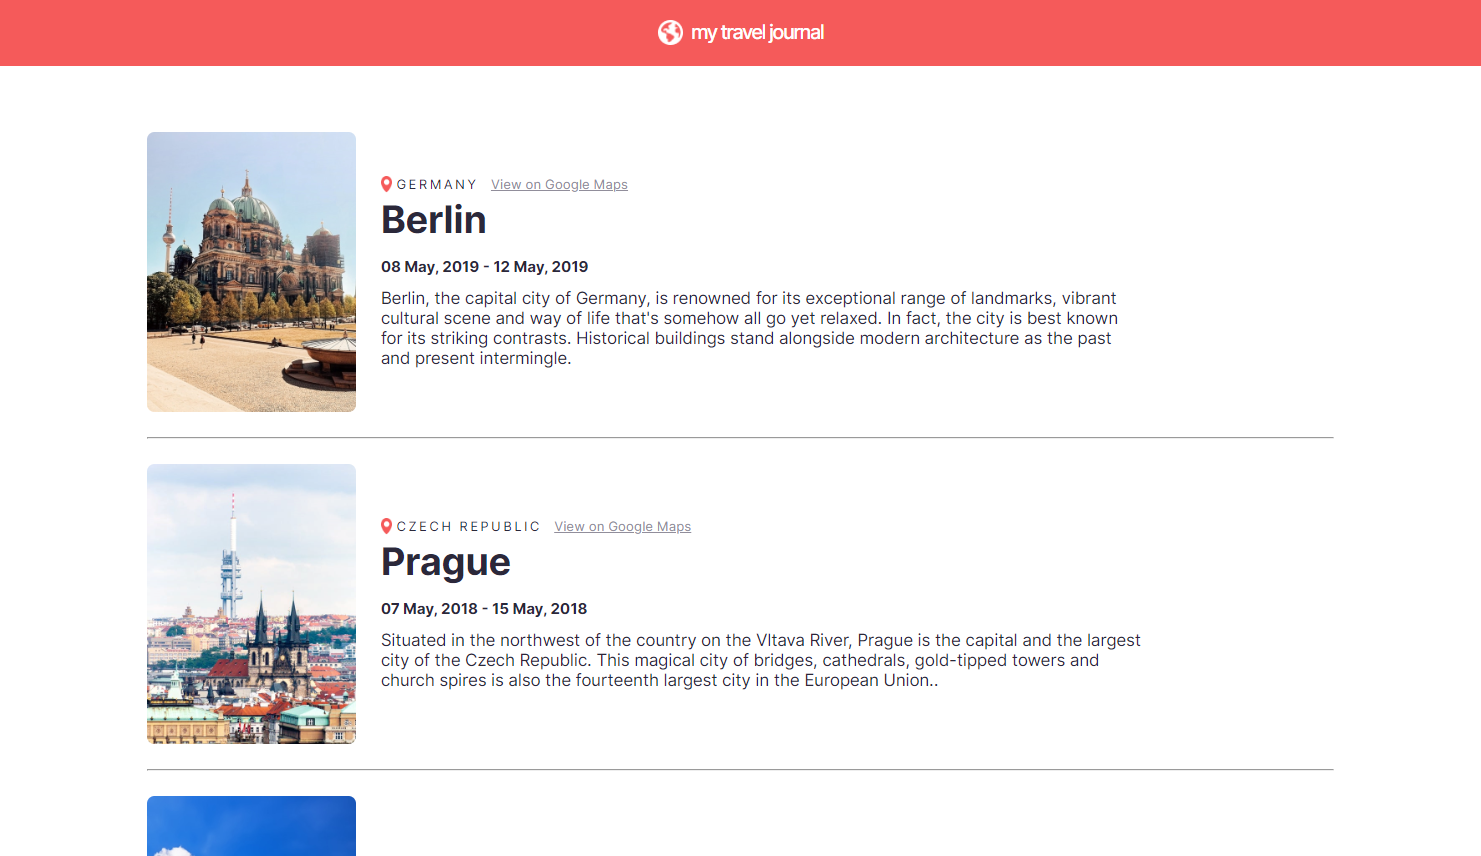 my travel journal
GERMANY View on Google Maps
Berlin
08 May, 2019 - 12 May, 2019
Berlin, the capital city of Germany, is renowned for its exceptional range of landmarks, vibrant
cultural scene and way of life that's somehow all go yet relaxed. In fact, the city is best known
for its striking contrasts. Historical buildings stand alongside modern architecture as the past
and present intermingle.
CZECH REPUBLIC View on Google Maps
Prague
07 May, 2018 - 15 May, 2018
Situated in the northwest of the country on the Vltava River, Prague is the capital and the largest
city of the Czech Republic. This magical city of bridges, cathedrals, gold-tipped towers and
church spires is also the fourteenth largest city in the European Union..